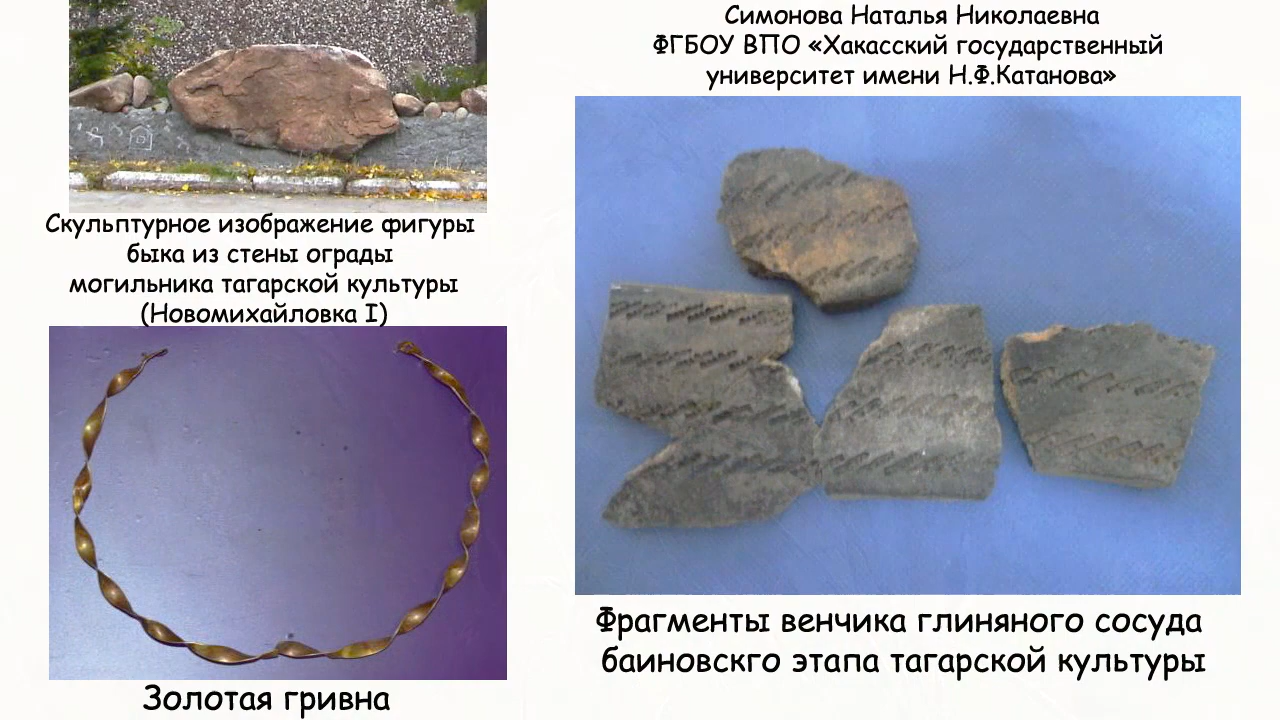 Симонова Наталья Николаевна
ФГБОУ ВПО «Хакасский государственный
университет имени Н.Ф.Катанова»
Скульптурное изображение фигуры
быка из стены ограды
могильника тагарской культуры
(Новомихайловка I)
Золотая гривна
Фрагменты венчика глиняного сосуда
баиновскго этапа тагарской культуры